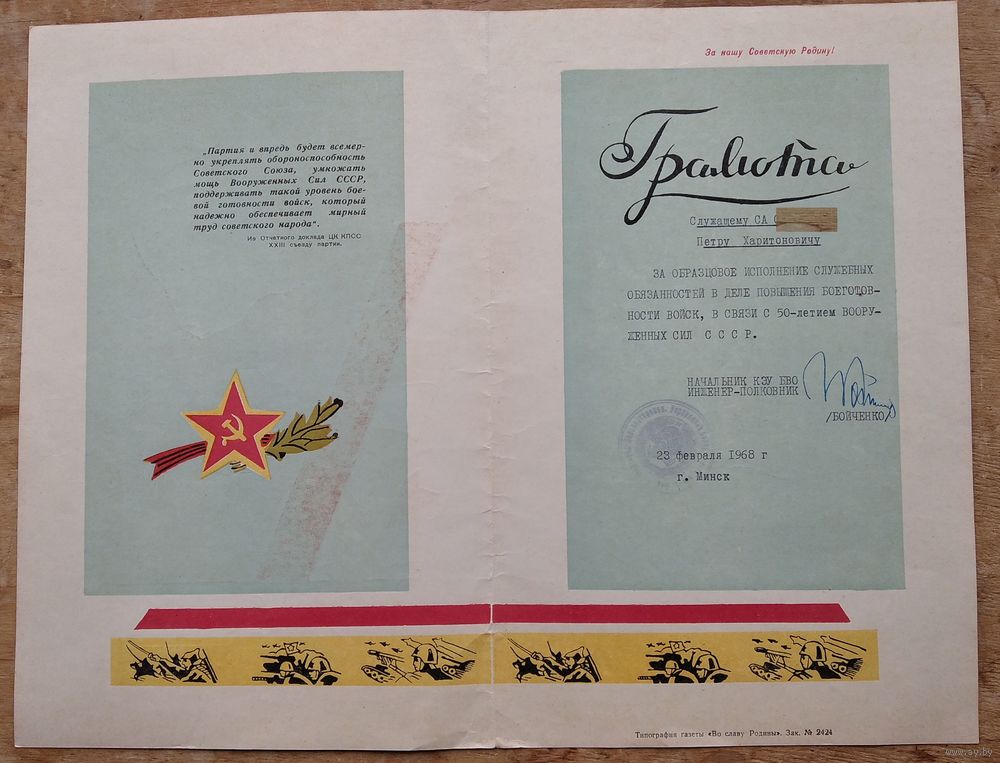 „Партия и впредь будет всемер-
но укреплять обороноспособность
Советского Союза, умножать
мощь Вооруженных Сил СССР,
поддерживать такой уровень бое-
вой готовности войск, который
надежно обеспечивает мирный
труд советского народа“.
Из Отчетного доклада ЦК КПСС
XXIII съезду партии.
За нашу Советскую Родину!
Грамота
Служащему СА
Петру Харитоновичу
ЗА ОБРАЗЦОВОЕ ИСПОЛНЕНИЕ СЛУЖЕБНЫХ
ОБЯЗАННОСТЕЙ В ДЕЛЕ ПОВЫШЕНИЯ БОЕГОТОВ-
НОСТИ ВОЙСК, В СВЯЗИ С 50-летием ВООРУ-
ЖЕННЫХ СИЛ С С С Р.
НАЧАЛЬНИК КЭУ БВО
ИНЖЕНЕР-ПОЛКОВНИК
/БОЙЧЕНКО/
23 февраля 1968 г
г. Минск
Типография газеты «Во славу Родины». Зак. № 2424
www.ay.by